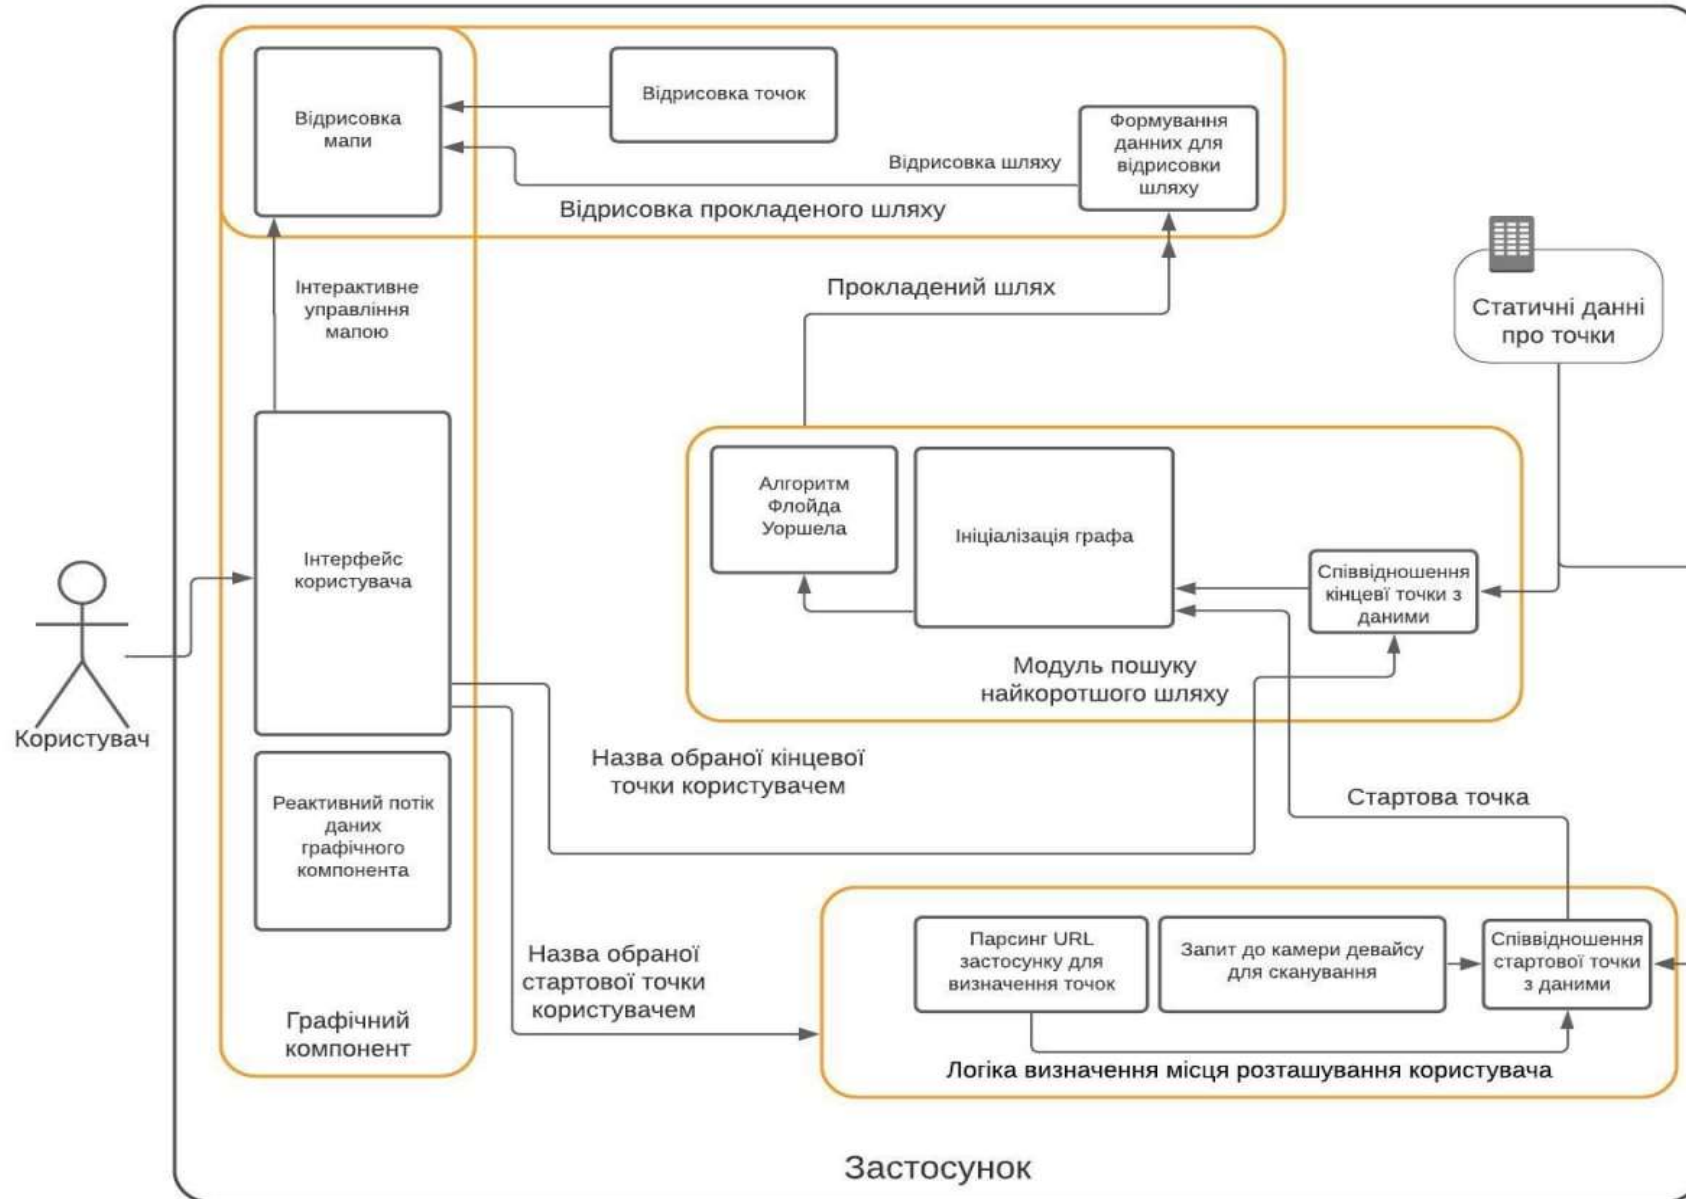 Відрисовка
мапи
Відрисовка точок
Формування
данних для
відрисовки
шляху
Відрисовка шляху
Відрисовка прокладеного шляху
Інтерактивне
управління
мапою
Прокладений шлях
Статичні данні
про точки
Алгоритм
Флойда
Уоршела
Ініціалізація графа
Співвідношення
кінцеві точки з
даними
Модуль пошуку
найкоротшого шляху
Інтерфейс
користувача
Користувач
Назва обраної кінцевої
точки користувачем
Реактивний потік
даних
графічного
компонента
Стартова точка
Назва обраної
стартової точки
користувачем
Парсинг URL
застосунку для
визначення точок
Запит до камери девайсу
для сканування
Співвідношення
стартової точки
з даними
Графічний
компонент
Логіка визначення місця розташування користувача
Застосунок